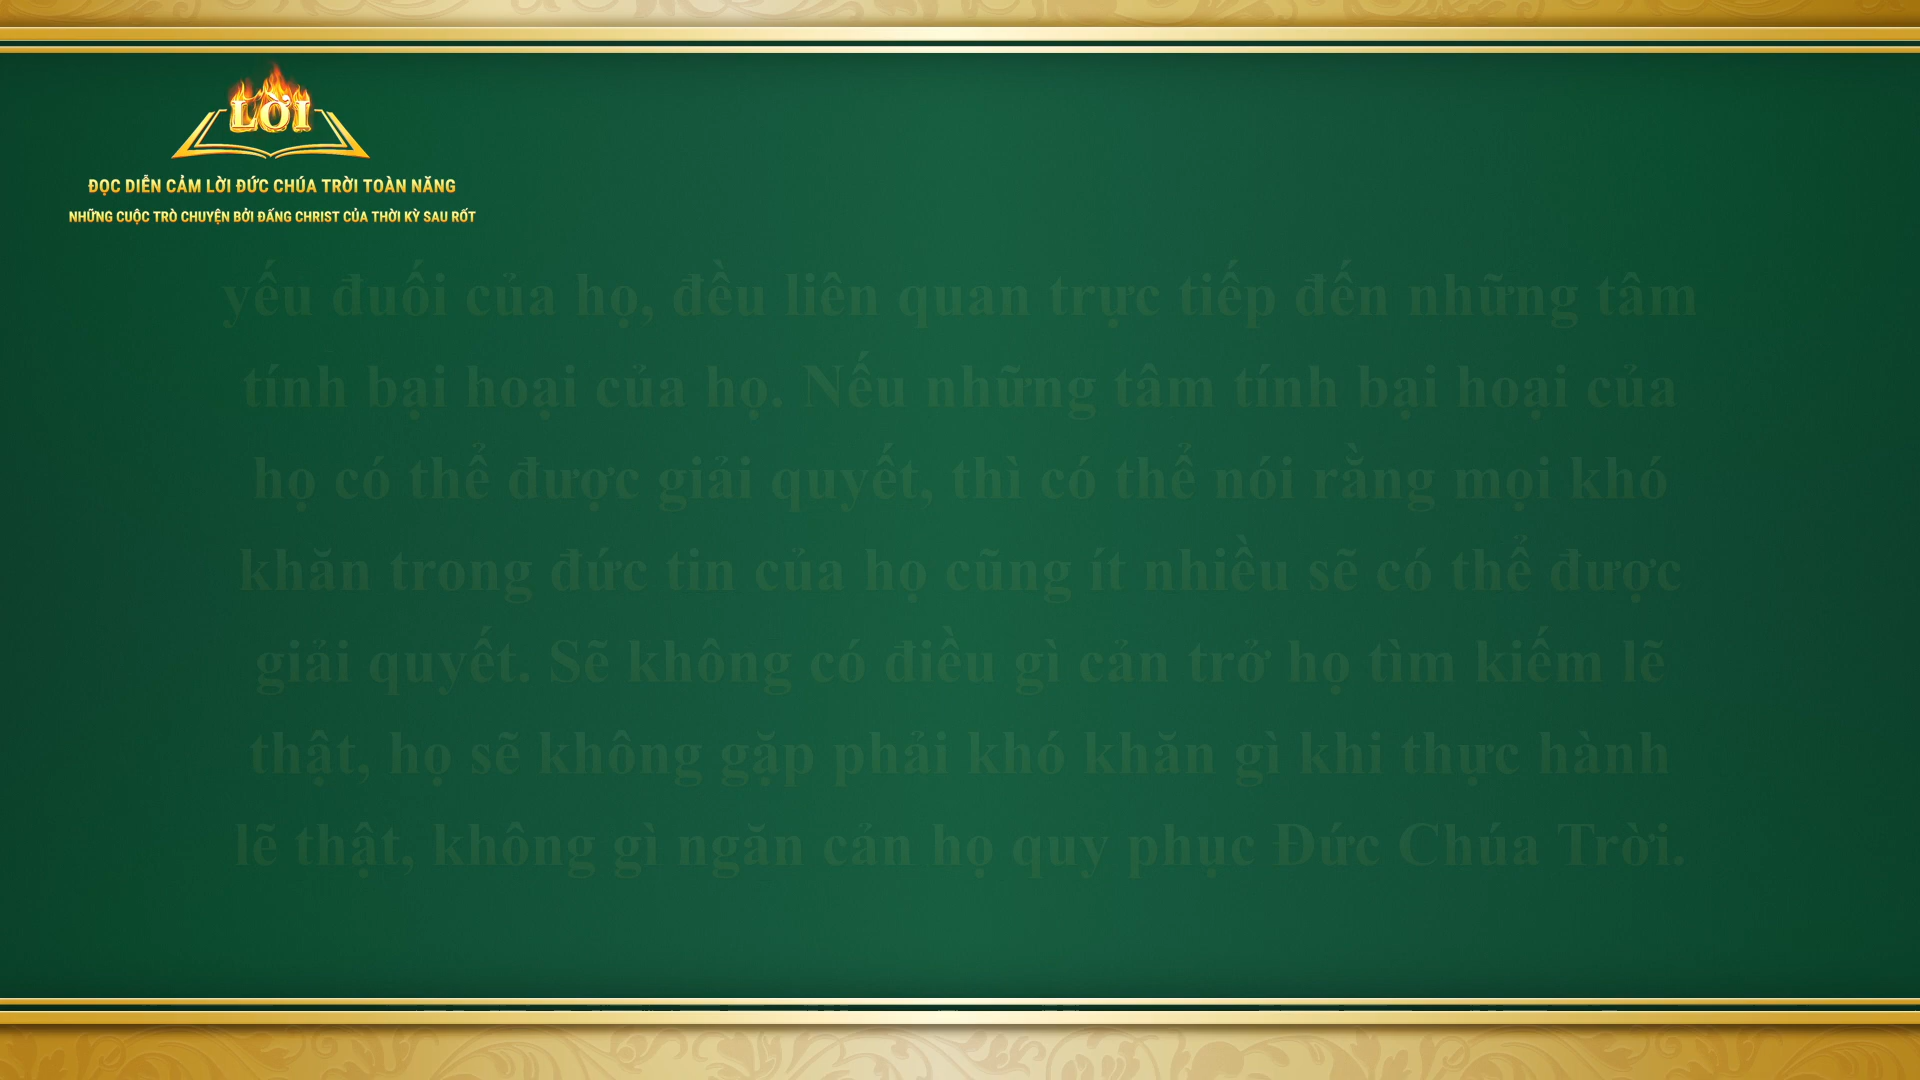 LỜI
ĐỌC DIỄN CẢM LỜI ĐỨC CHÚA TRỜI TOÀN NĂNG
NHỮNG CUỘC TRÒ CHUYỆN BỞI ĐẤNG CHRIST CỦA THỜI KỲ SAU RỐT
yếu đuối của họ, đều liên quan trực tiếp đến những tâm
tính bại hoại của họ. Nếu những tâm tính bại hoại của
họ có thể được giải quyết, thì có thể nói rằng mọi khó
khăn trong đức tin của họ cũng ít nhiều sẽ có thể được
giải quyết. Sẽ không có điều gì cản trở họ tìm kiếm lẽ
thật, họ sẽ không gặp phải khó khăn gì khi thực hành
lẽ thật, không gì ngăn cản họ quy phục Đức Chúa Trời.